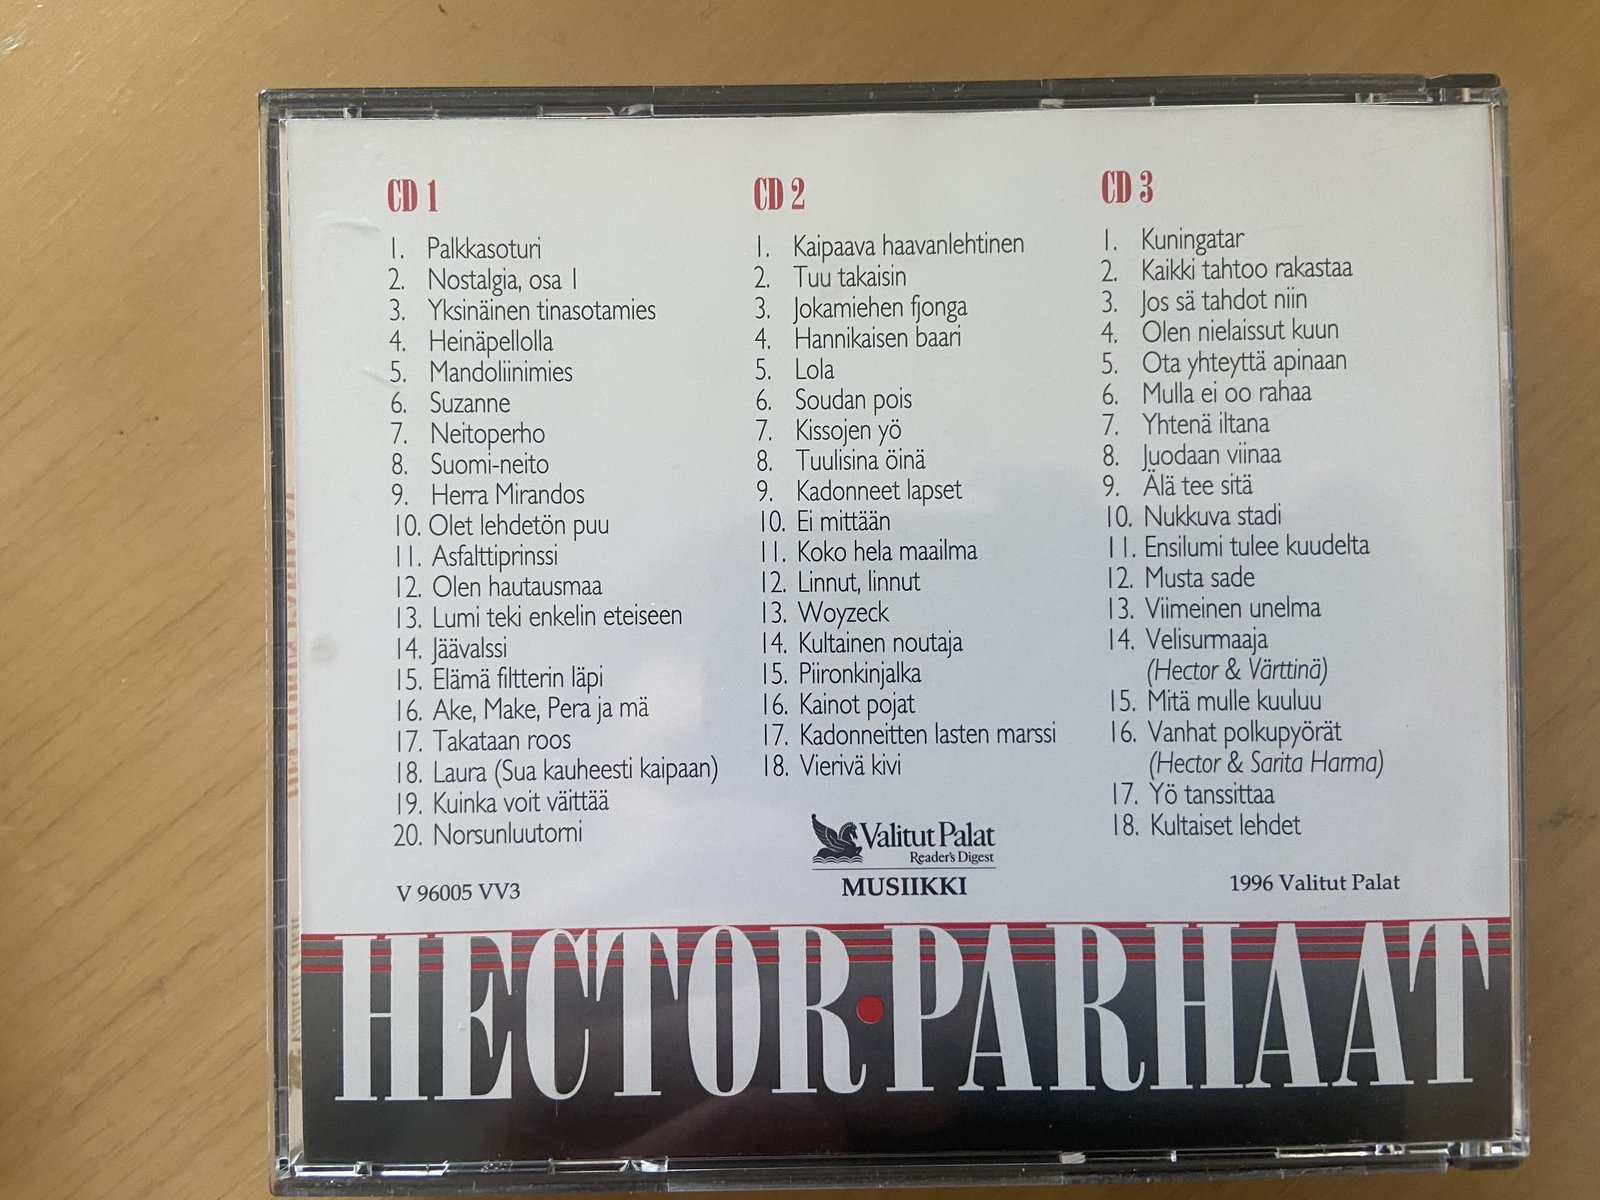 CD 1
1. Palkkasoturi
2. Nostalgia, osa 1
3. Yksinäinen tinasotamies
4. Heinäpellolla
5. Mandoliinimies
6. Suzanne
7. Neitoperho
8. Suomi-neito
9. Herra Mirandos
10. Olet lehdetön puu
11. Asfalttiprinssi
12. Olen hautausmaa
13. Lumi teki enkelin eteiseen
14. Jäävalssi
15. Elämä filtterin läpi
16. Ake, Make, Pera ja mä
17. Takataan roos
18. Laura (Sua kauheesti kaipaan)
19. Kuinka voit väittää
20. Norsunluutorni
V 96005 VV3
CD 2
1. Kaipaava haavanlehtinen
2. Tuu takaisin
3. Jokamiehen fjonga
4. Hannikaisen baari
5. Lola
6. Soudan pois
7. Kissojen yö
8. Tuulisina öinä
9. Kadonneet lapset
10. Ei mittään
11. Koko hela maailma
12. Linnut, linnut
13. Woyzeck
14. Kultainen noutaja
15. Piironkinjalka
16. Kainot pojat
17. Kadonneitten lasten marssi
18. Vierivä kivi
Valitut Palat
Reader's Digest
MUSIIKKI
CD 3
1. Kuningatar
2. Kaikki tahtoo rakastaa
3. Jos sä tahdot niin
4. Olen nielaissut kuun
5. Ota yhteyttä apinaan
6. Mulla ei oo rahaa
7. Yhtenä iltana
8. Juodaan viinaa
9. Älä tee sitä
10. Nukkuva stadi
11. Ensilumi tulee kuudelta
12. Musta sade
13. Viimeinen unelma
14. Velisurmaaja
(Hector & Värttinä)
15. Mitä mulle kuuluu
16. Vanhat polkupyörät
(Hector & Sarita Harma)
17. Yö tanssittaa
18. Kultaiset lehdet
1996 Valitut Palat
HECTOR•PARHAAT